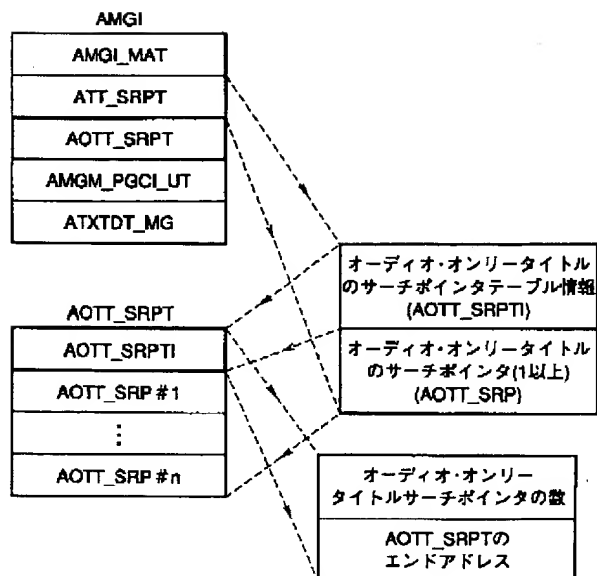 AMGI
AMGI_MAT
ATT_SRPT
AOTT_SRPT
AMGM_PGCI_UT
ATXTDT_MG
オーディオ・オンリータイトル
のサーチポインタテーブル情報
(AOTT_SRPTI)
オーディオ・オンリータイトル
のサーチポインタ(1以上)
(AOTT_SRP)
AOTT_SRPT
AOTT_SRPTI
AOTT_SRP #1
⋮
AOTT_SRP #n
オーディオ・オンリー
タイトルサーチポインタの数
AOTT_SRPTの
エンドアドレス